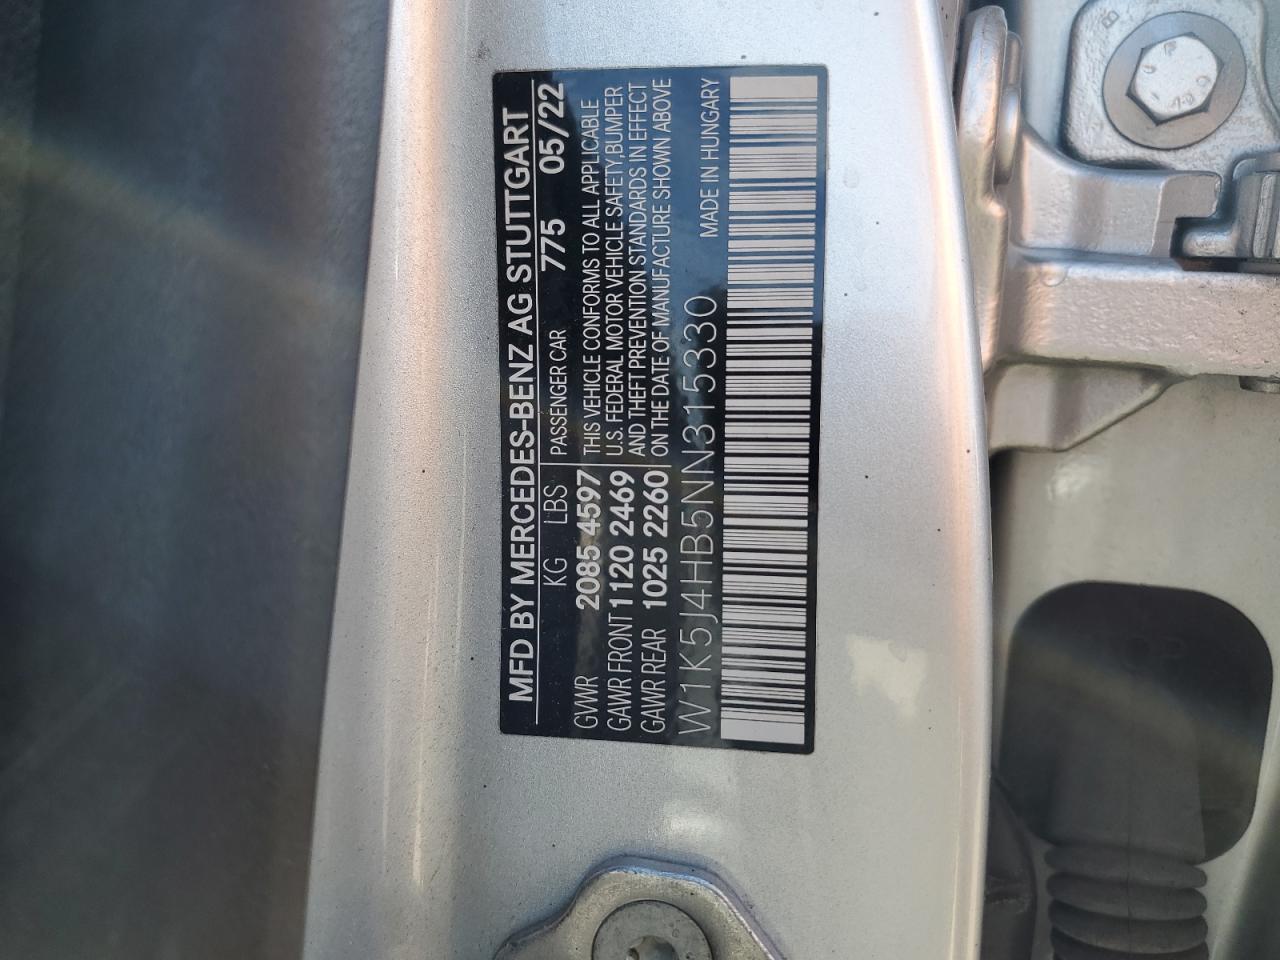 MFD BY MERCEDES-BENZ AG STUTTGART
KG LBS PASSENGER CAR 775 05/22
GVWR 2085 4597
GAWR FRONT 1120 2469
GAWR REAR 1025 2260
THIS VEHICLE CONFORMS TO ALL APPLICABLE
U.S. FEDERAL MOTOR VEHICLE SAFETY,BUMPER
AND THEFT PREVENTION STANDARDS IN EFFECT
ON THE DATE OF MANUFACTURE SHOWN ABOVE
W1K5J4HB5NN315330 MADE IN HUNGARY